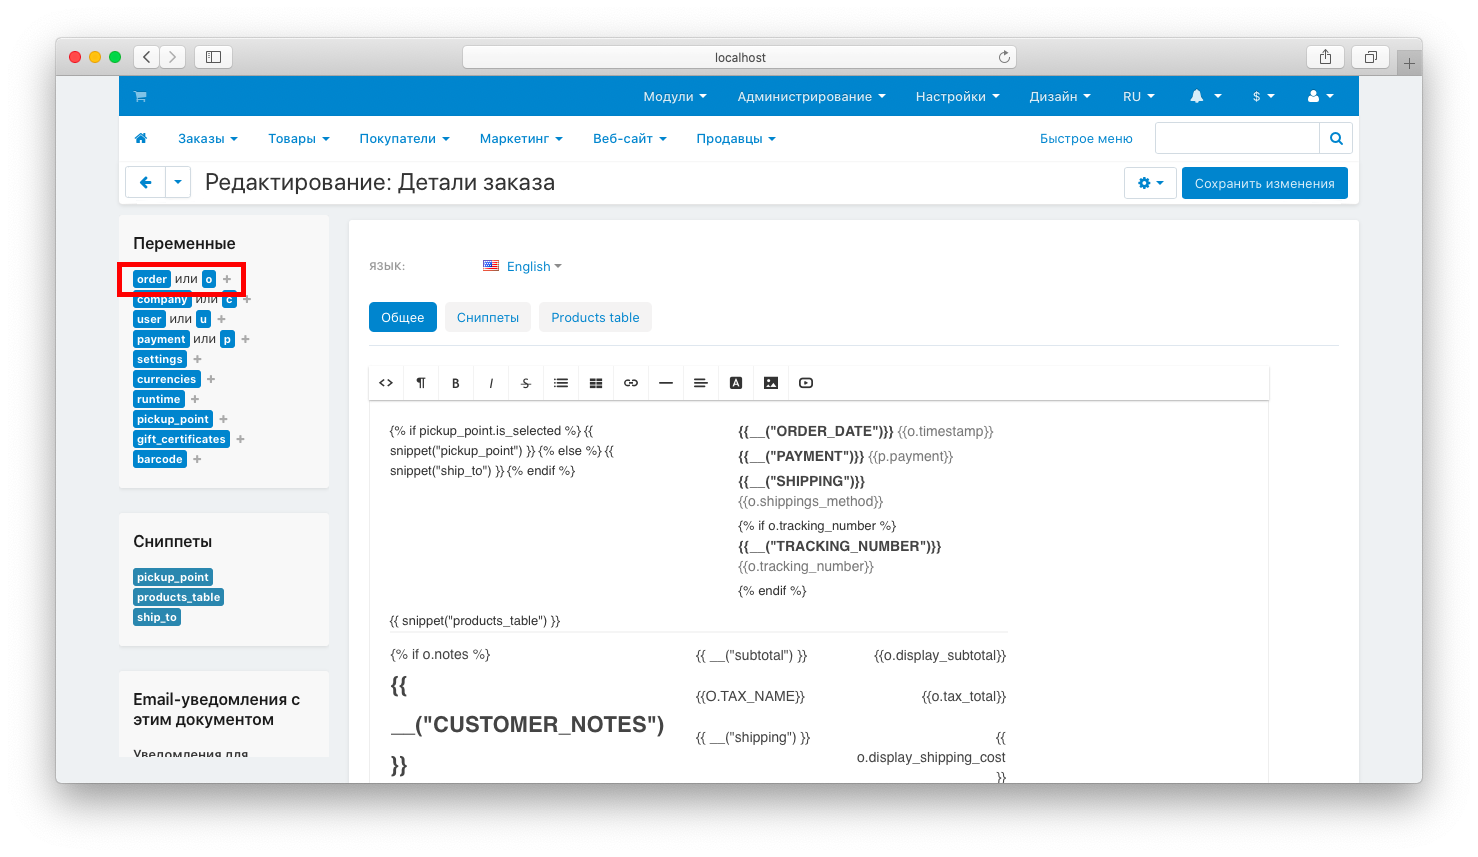 localhost
Модули Администрирование Настройки Дизайн RU $
Заказы Товары Покупатели Маркетинг Веб-сайт Продавцы Быстрое меню
Редактирование: Детали заказа Сохранить изменения
Переменные
order или o +
company или c +
user или u +
payment или p +
settings +
currencies +
runtime +
pickup_point +
gift_certificates +
barcode +
Сниппеты
pickup_point
products_table
ship_to
Email-уведомления с
этим документом
Уведомления для
ЯЗЫК: English
Общее Сниппеты Products table
{% if pickup_point.is_selected %} {{
snippet("pickup_point") }} {% else %} {{
snippet("ship_to") }} {% endif %}
{{__("ORDER_DATE")}} {{o.timestamp}}
{{__("PAYMENT")}} {{p.payment}}
{{__("SHIPPING")}}
{{o.shippings_method}}
{% if o.tracking_number %}
{{__("TRACKING_NUMBER")}}
{{o.tracking_number}}
{% endif %}
{{ snippet("products_table") }}
{% if o.notes %}
{{
__("CUSTOMER_NOTES")
}}
{{ __("subtotal") }} {{o.display_subtotal}}
{{O.TAX_NAME}} {{o.tax_total}}
{{ __("shipping") }} {{
o.display_shipping_cost
}}